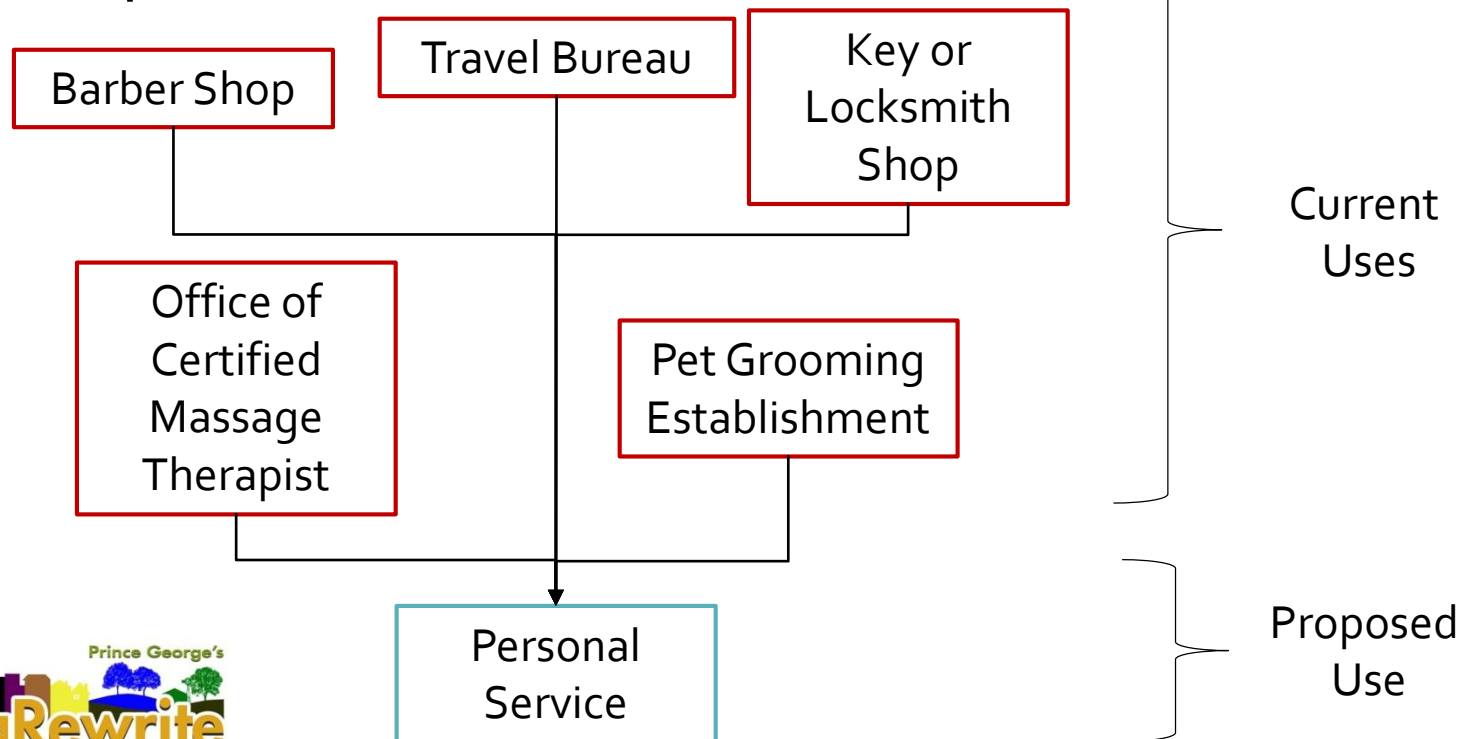 Barber Shop
Travel Bureau
Key or
Locksmith
Shop
Current
Uses
Office of
Certified
Massage
Therapist
Pet Grooming
Establishment
Personal
Service
Proposed
Use
Prince George's
Rewrite